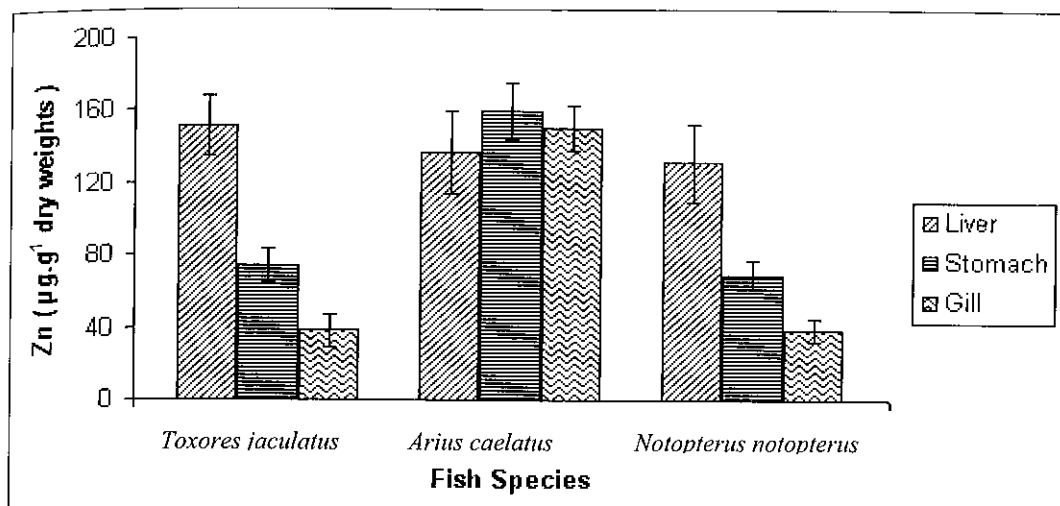 200
160
120
80
40
0
Zn ( µg.g¹ dry weights )
Toxores jaculatus
Arius caelatus
Notopterus notopterus
Fish Species
Liver
Stomach
Gill